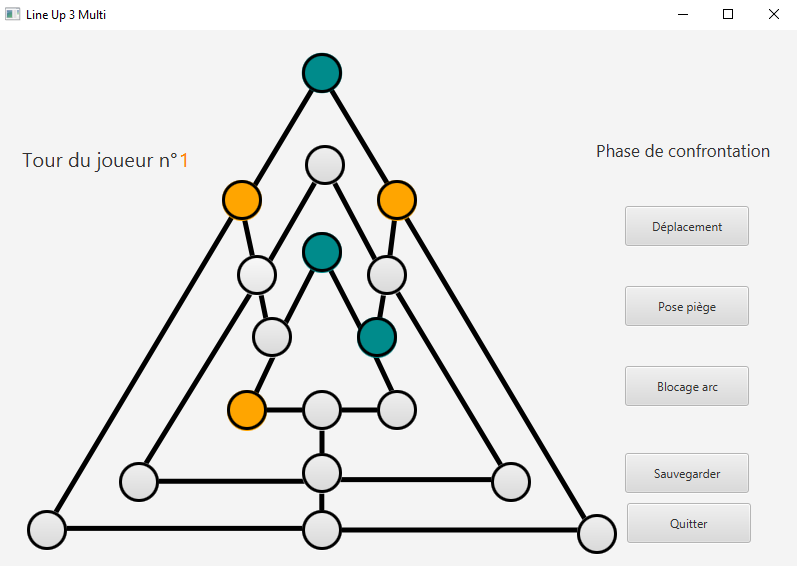 Line Up 3 Multi
Tour du joueur n°1
Phase de confrontation
Déplacement
Pose piège
Blocage arc
Sauvegarder
Quitter